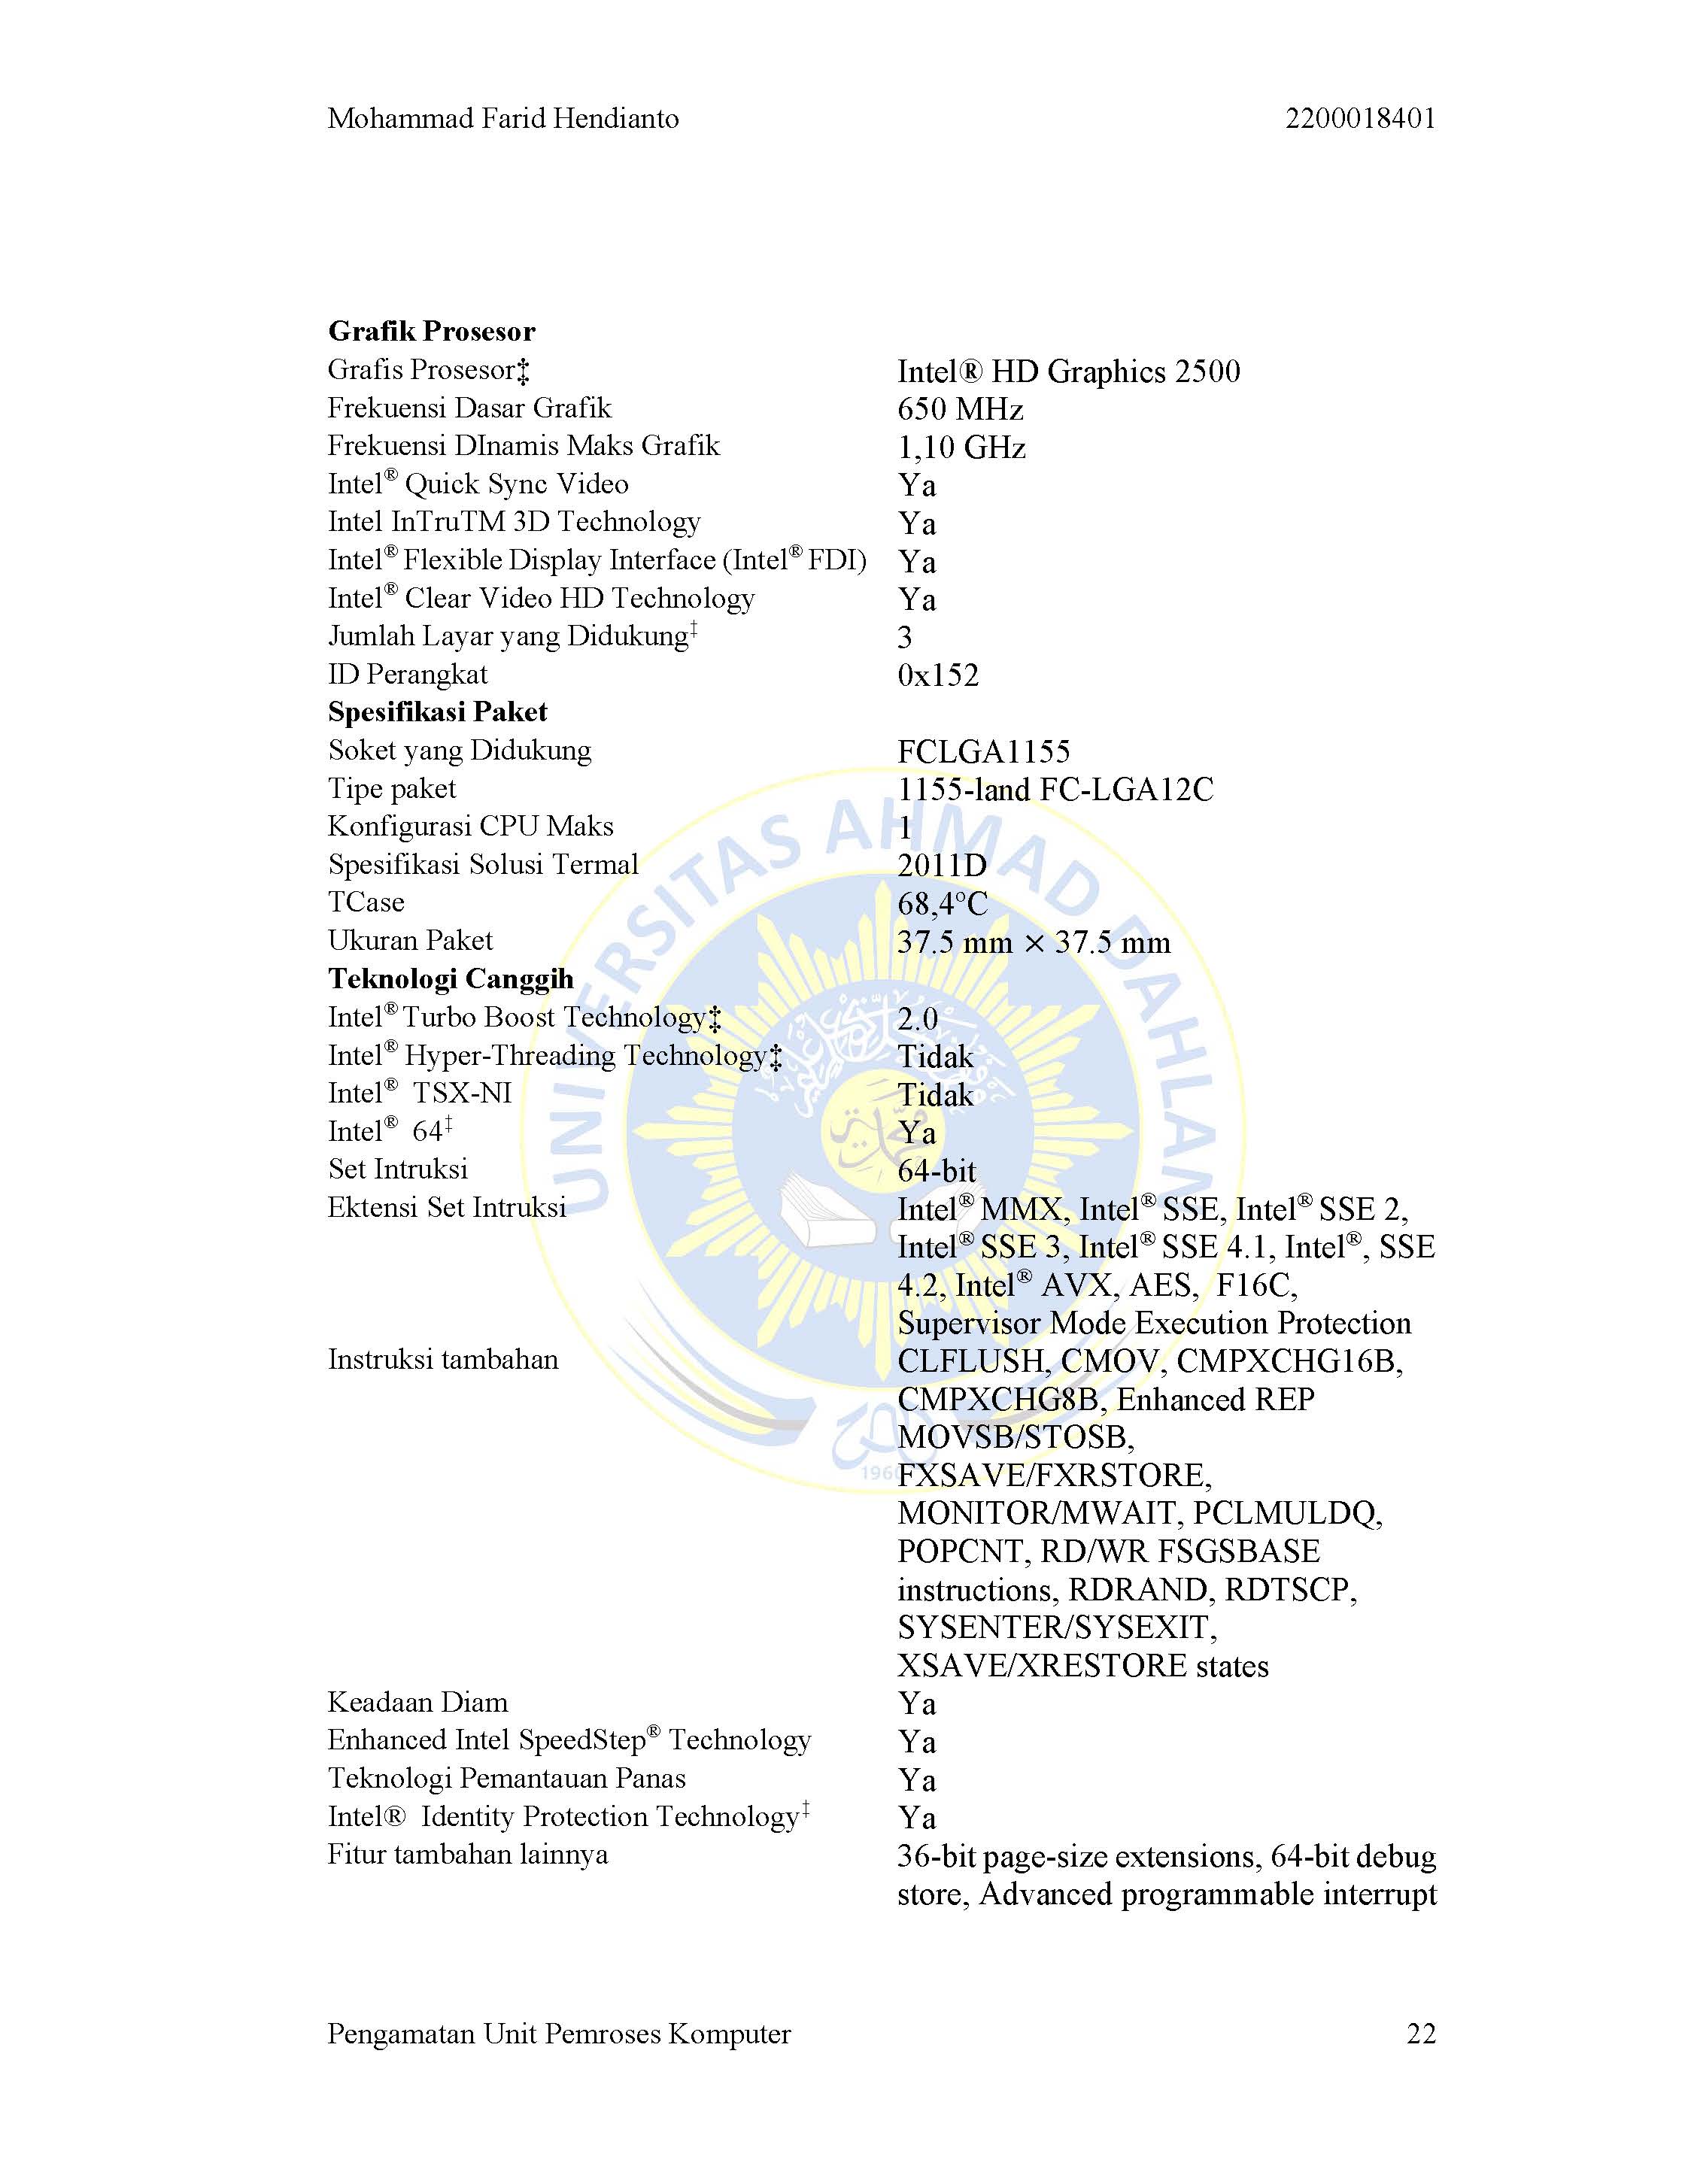 Mohammad Farid Hendianto 2200018401
Grafik Prosesor
Grafis Prosesor‡ Intel® HD Graphics 2500
Frekuensi Dasar Grafik 650 MHz
Frekuensi DInamis Maks Grafik 1,10 GHz
Intel® Quick Sync Video Ya
Intel InTruTM 3D Technology Ya
Intel® Flexible Display Interface (Intel® FDI) Ya
Intel® Clear Video HD Technology Ya
Jumlah Layar yang Didukung‡ 3
ID Perangkat 0x152
Spesifikasi Paket
Soket yang Didukung FCLGA1155
Tipe paket 1155-land FC-LGA12C
Konfigurasi CPU Maks 1
Spesifikasi Solusi Termal 2011D
TCase 68,4°C
Ukuran Paket 37.5 mm × 37.5 mm
Teknologi Canggih
Intel® Turbo Boost Technology‡ 2.0
Intel® Hyper-Threading Technology‡ Tidak
Intel® TSX-NI Tidak
Intel® 64‡ Ya
Set Intruksi 64-bit
Ektensi Set Intruksi Intel® MMX, Intel® SSE, Intel® SSE 2,
Intel® SSE 3, Intel® SSE 4.1, Intel®, SSE
4.2, Intel® AVX, AES, F16C,
Supervisor Mode Execution Protection
Instruksi tambahan CLFLUSH, CMOV, CMPXCHG16B,
CMPXCHG8B, Enhanced REP
MOVSB/STOSB,
FXSAVE/FXRSTORE,
MONITOR/MWAIT, PCLMULDQ,
POPCNT, RD/WR FSGSBASE
instructions, RDRAND, RDTSCP,
SYSENTER/SYSEXIT,
XSAVE/XRESTORE states
Keadaan Diam Ya
Enhanced Intel SpeedStep® Technology Ya
Teknologi Pemantauan Panas Ya
Intel® Identity Protection Technology‡ Ya
Fitur tambahan lainnya 36-bit page-size extensions, 64-bit debug
store, Advanced programmable interrupt
UNIVERSITAS AHMAD DAHLAN
Pengamatan Unit Pemroses Komputer 22